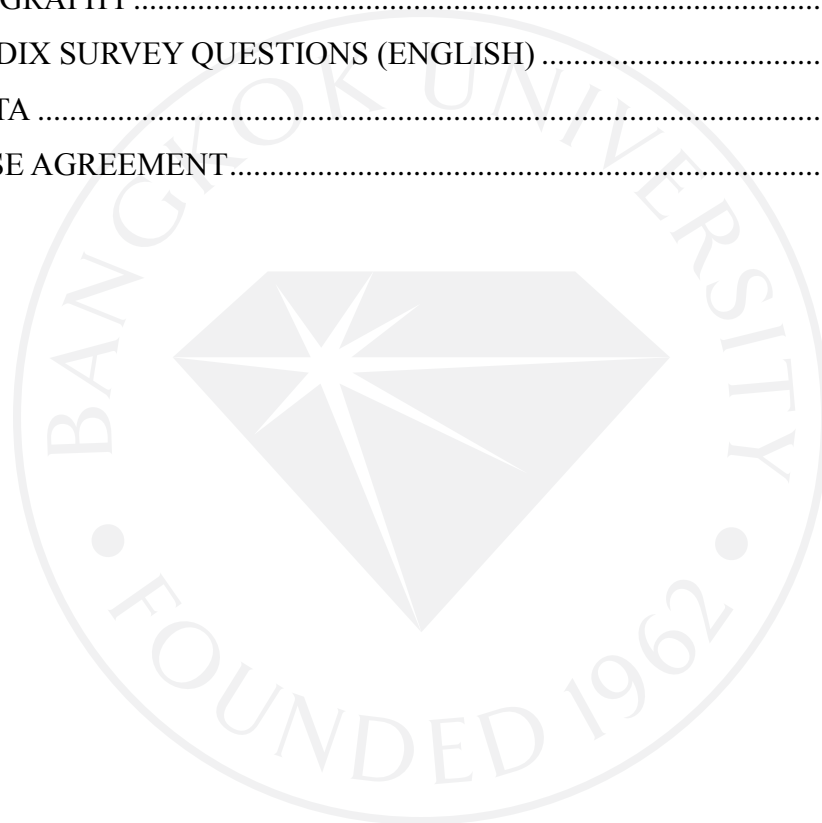 GRAPHY ........................................................................................
DIX SURVEY QUESTIONS (ENGLISH) ....................................
TA ....................................................................................................
SE AGREEMENT ...........................................................................
BANGKOK UNIVERSITY
• FOUNDED 1962 •